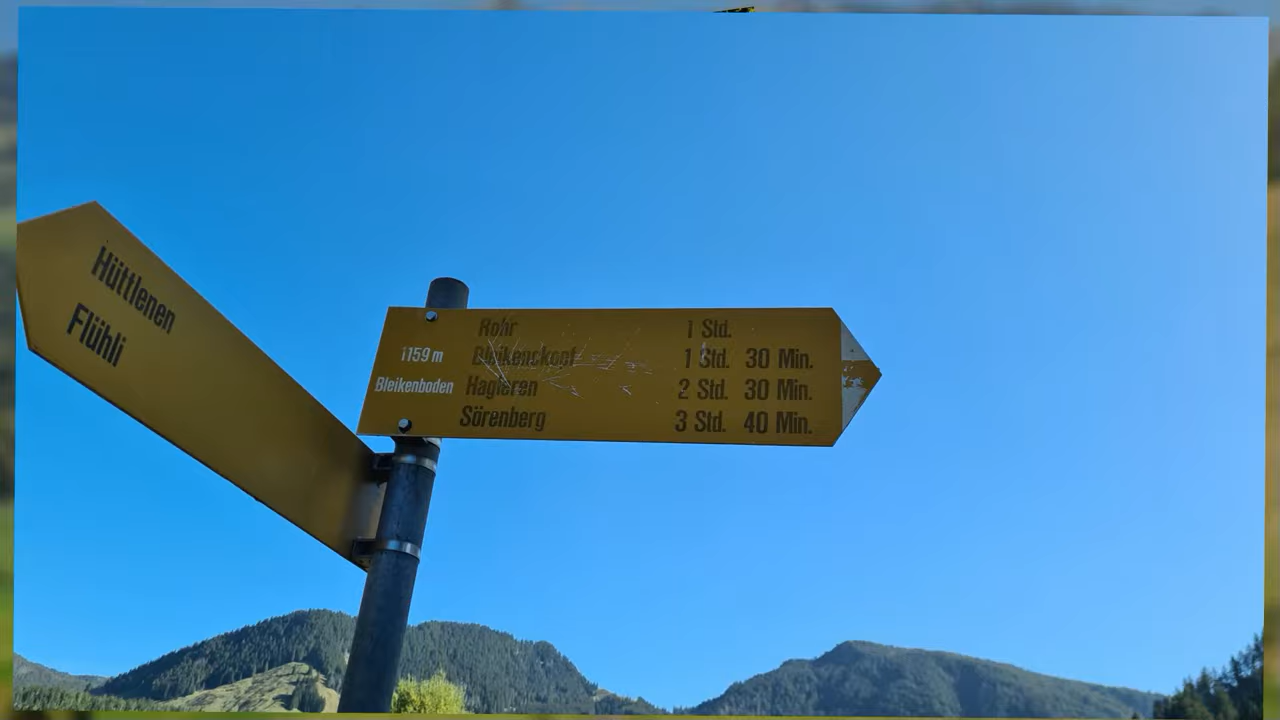 Hüttlenen
Flühli
1159 m
Bleikenboden
Rohr 1 Std.
Bleikenckopf 1 Std. 30 Min.
Hagleren 2 Std. 30 Min.
Sörenberg 3 Std. 40 Min.